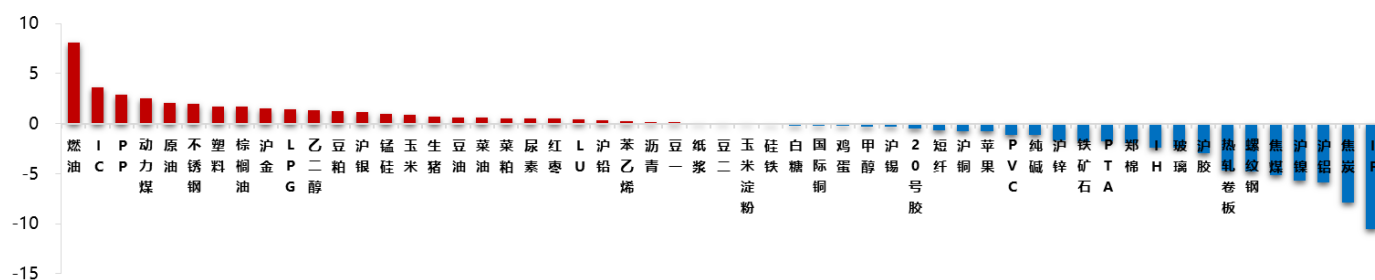 10
5
0
-5
-10
-15
燃油
IC
PP
动力煤
原油
不锈钢
塑料
棕榈油
沪金
LPG
乙二醇
豆粕
沪银
锰硅
玉米
生猪
豆油
菜油
菜粕
尿素
红枣
LU
沪铅
苯乙烯
沥青
豆一
纸浆
豆二
玉米淀粉
硅铁
白糖
国际铜
鸡蛋
甲醇
沪锡
20号胶
短纤
沪铜
苹果
PVC
纯碱
沪锌
铁矿石
PTA
郑棉
IH
玻璃
沪胶
热轧卷板
螺纹钢
焦煤
沪镍
沪铝
焦炭